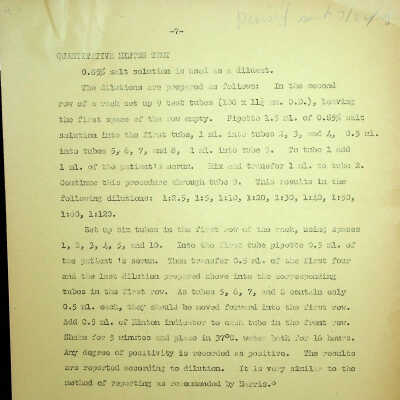 -7-
QUANTITATIVE HINTON TEST
0.85% salt solution is used as a diluent.
The dilutions are prepared as follows: In the second
row of a rack set up 9 test tubes (100 x 11½ mm. O.D.), leaving
the first space of the row empty. Pipette 1.5 ml. of 0.85% salt
solution into the first tube, 1 ml. into tubes 2, 3, and 4, 0.5 ml.
into tubes 5, 6, 7, and 8, 1 ml. into tube 9. To tube 1 add
1 ml. of the patient's serum. Mix and transfer 1 ml. to tube 2.
Continue this procedure through tube 9. This results in the
following dilutions: 1:2.5, 1:5, 1:10, 1:20, 1:30, 1:40, 1:50,
1:60, 1:120.
Set up six tubes in the first row of the rack, using spaces
1, 2, 3, 4, 5, and 10. Into the first tube pipette 0.5 ml. of
the patient's serum. Then transfer 0.5 ml. of the first four
and the last dilution prepared above into the corresponding
tubes in the first row. As tubes 5, 6, 7, and 8 contain only
0.5 ml. each, they should be moved forward into the first row.
Add 0.5 ml. of Hinton indicator to each tube in the front row.
Shake for 5 minutes and place in 37°C. water bath for 16 hours.
Any degree of positivity is recorded as positive. The results
are reported according to dilution. It is very similar to the
method of reporting as recommended by Harris.